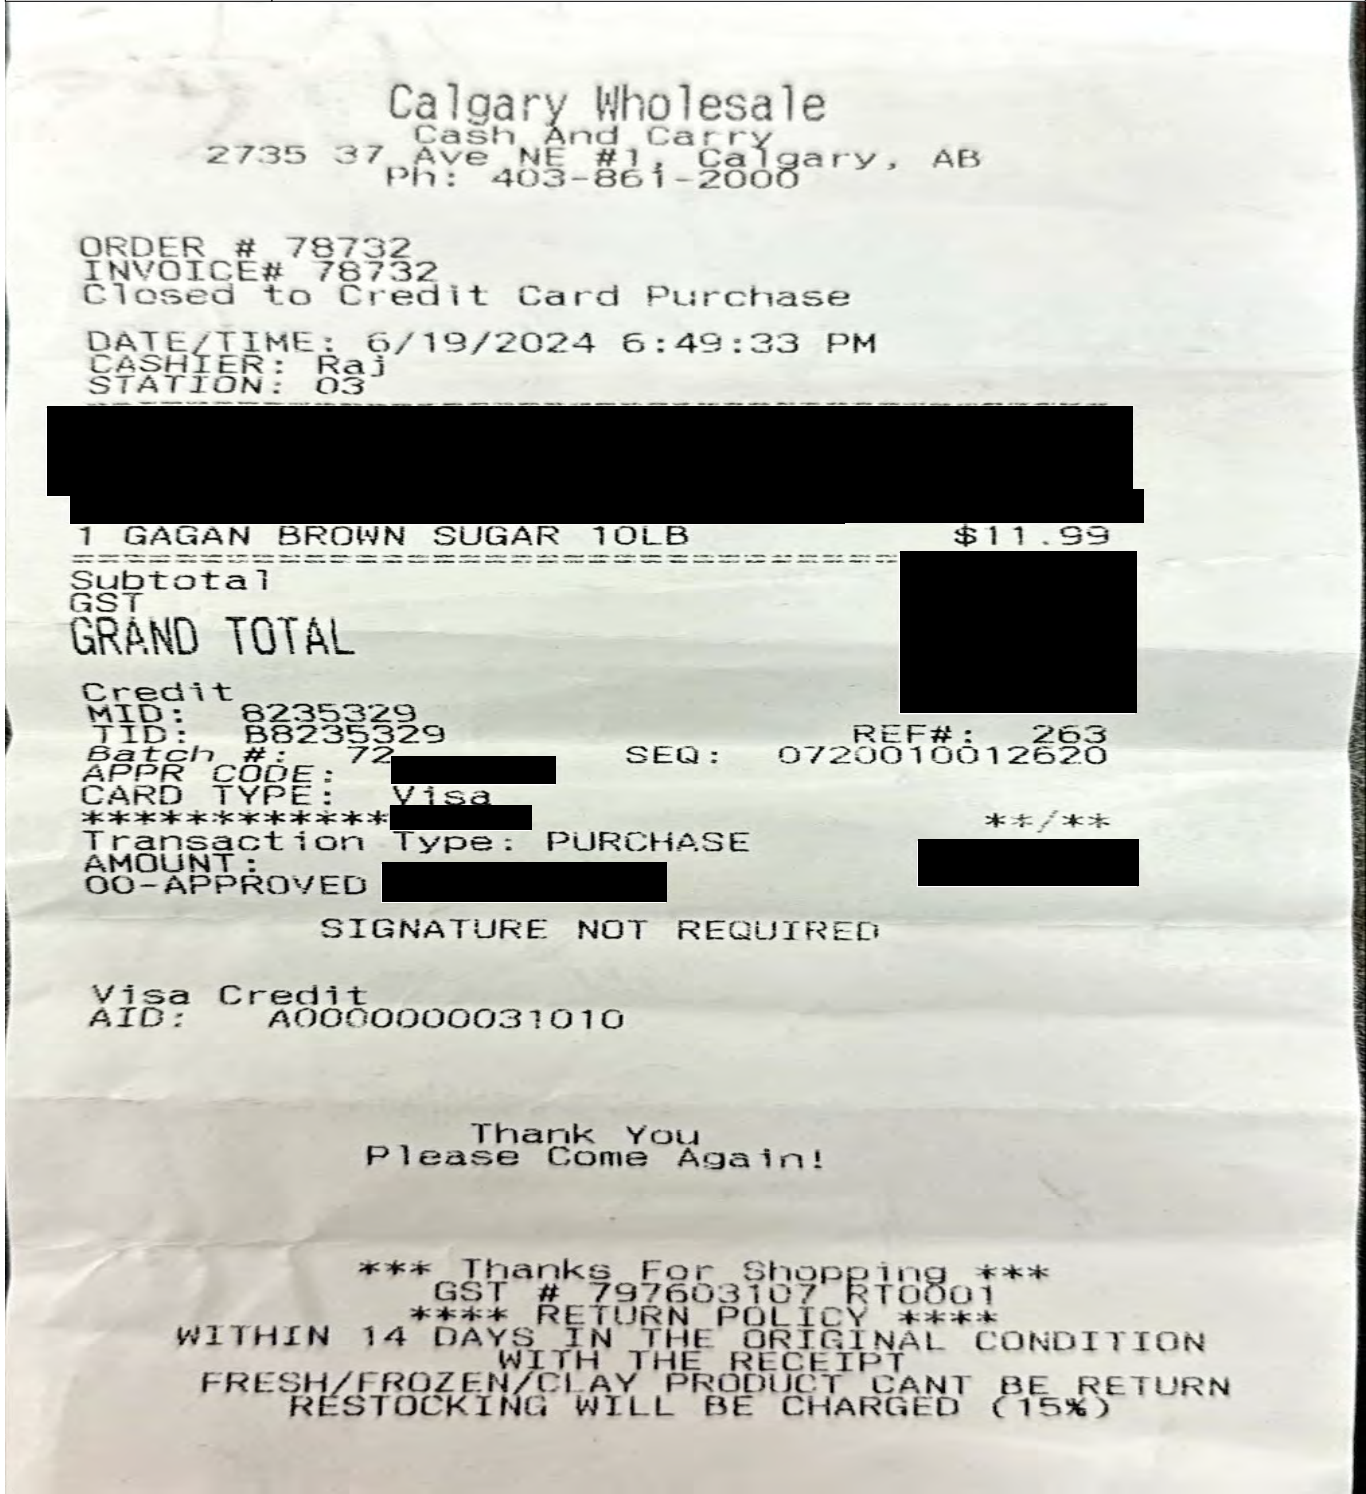 Calgary Wholesale
Cash And Carry
2735 37 Ave NE #1, Calgary, AB
Ph: 403-861-2000
ORDER # 78732
INVOICE# 78732
Closed to Credit Card Purchase
DATE/TIME: 6/19/2024 6:49:33 PM
CASHIER: Raj
STATION: 03
1 GAGAN BROWN SUGAR 10LB $11.99
Subtotal
GST
GRAND TOTAL
Credit
MID: 8235329
TID: B8235329 REF#: 263
Batch #: 72 SEQ: 0720010012620
APPR CODE:
CARD TYPE: Visa
************ **/**
Transaction Type: PURCHASE
AMOUNT:
00-APPROVED
SIGNATURE NOT REQUIRED
Visa Credit
AID: A0000000031010
Thank You
Please Come Again!
*** Thanks For Shopping ***
GST # 797603107 RT0001
**** RETURN POLICY ****
WITHIN 14 DAYS IN THE ORIGINAL CONDITION
WITH THE RECEIPT
FRESH/FROZEN/CLAY PRODUCT CANT BE RETURN
RESTOCKING WILL BE CHARGED (15%)